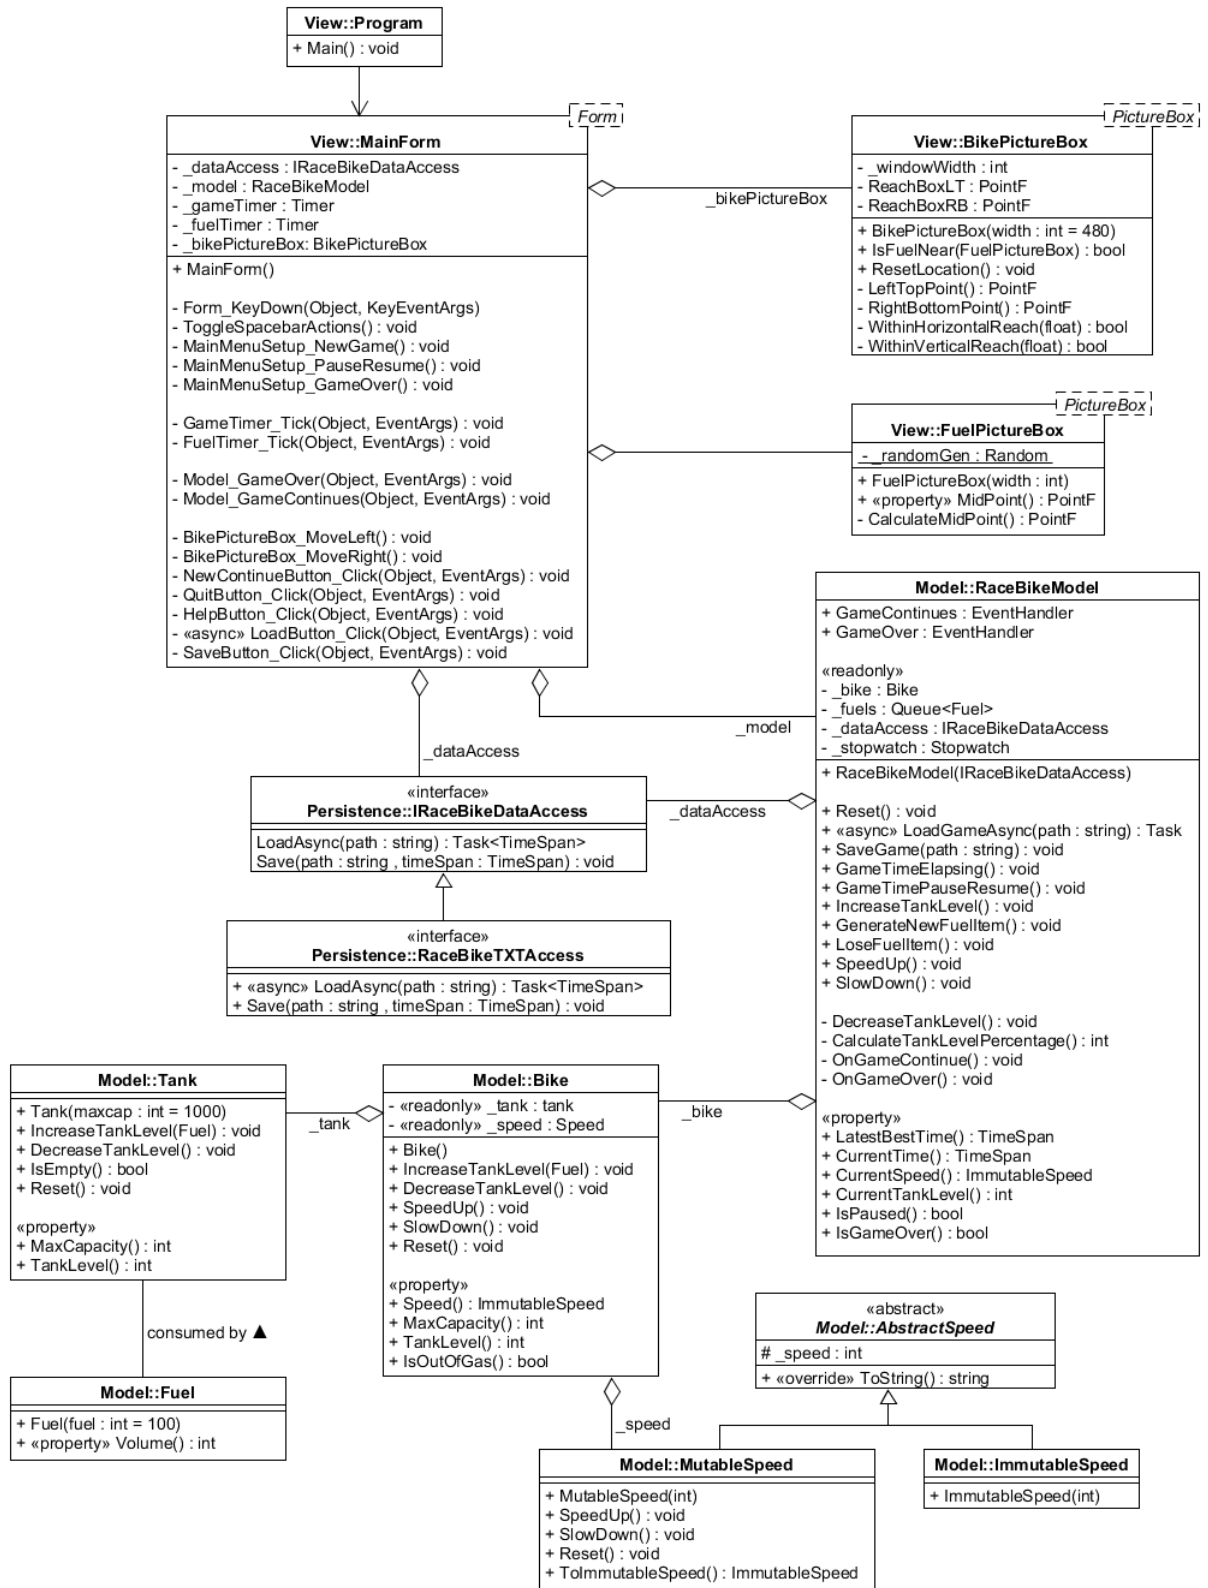 View::Program
+ Main() : void
Form
View::MainForm
- _dataAccess : IRaceBikeDataAccess
- _model : RaceBikeModel
- _gameTimer : Timer
- _fuelTimer : Timer
- _bikePictureBox: BikePictureBox
+ MainForm()
- Form_KeyDown(Object, KeyEventArgs)
- ToggleSpacebarActions() : void
- MainMenuSetup_NewGame() : void
- MainMenuSetup_PauseResume() : void
- MainMenuSetup_GameOver() : void
- GameTimer_Tick(Object, EventArgs) : void
- FuelTimer_Tick(Object, EventArgs) : void
- Model_GameOver(Object, EventArgs) : void
- Model_GameContinues(Object, EventArgs) : void
- BikePictureBox_MoveLeft() : void
- BikePictureBox_MoveRight() : void
- NewContinueButton_Click(Object, EventArgs) : void
- QuitButton_Click(Object, EventArgs) : void
- HelpButton_Click(Object, EventArgs) : void
- «async» LoadButton_Click(Object, EventArgs) : void
- SaveButton_Click(Object, EventArgs) : void
_bikePictureBox
PictureBox
View::BikePictureBox
- _windowWidth : int
- ReachBoxLT : PointF
- ReachBoxRB : PointF
+ BikePictureBox(width : int = 480)
+ IsFuelNear(FuelPictureBox) : bool
+ ResetLocation() : void
- LeftTopPoint() : PointF
- RightBottomPoint() : PointF
- WithinHorizontalReach(float) : bool
- WithinVerticalReach(float) : bool
PictureBox
View::FuelPictureBox
- _randomGen : Random
+ FuelPictureBox(width : int)
+ «property» MidPoint() : PointF
- CalculateMidPoint() : PointF
Model::RaceBikeModel
+ GameContinues : EventHandler
+ GameOver : EventHandler
«readonly»
- _bike : Bike
- _fuels : Queue<Fuel>
- _dataAccess : IRaceBikeDataAccess
- _stopwatch : Stopwatch
+ RaceBikeModel(IRaceBikeDataAccess)
+ Reset() : void
+ «async» LoadGameAsync(path : string) : Task
+ SaveGame(path : string) : void
+ GameTimeElapsing() : void
+ GameTimePauseResume() : void
+ IncreaseTankLevel() : void
+ GenerateNewFuelItem() : void
+ LoseFuelItem() : void
+ SpeedUp() : void
+ SlowDown() : void
- DecreaseTankLevel() : void
- CalculateTankLevelPercentage() : int
- OnGameContinue() : void
- OnGameOver() : void
«property»
+ LatestBestTime() : TimeSpan
+ CurrentTime() : TimeSpan
+ CurrentSpeed() : ImmutableSpeed
+ CurrentTankLevel() : int
+ IsPaused() : bool
+ IsGameOver() : bool
_model
_dataAccess
_dataAccess
«interface»
Persistence::IRaceBikeDataAccess
LoadAsync(path : string) : Task<TimeSpan>
Save(path : string , timeSpan : TimeSpan) : void
«interface»
Persistence::RaceBikeTXTAccess
+ «async» LoadAsync(path : string) : Task<TimeSpan>
+ Save(path : string , timeSpan : TimeSpan) : void
Model::Tank
+ Tank(maxcap : int = 1000)
+ IncreaseTankLevel(Fuel) : void
+ DecreaseTankLevel() : void
+ IsEmpty() : bool
+ Reset() : void
«property»
+ MaxCapacity() : int
+ TankLevel() : int
_tank
Model::Bike
- «readonly» _tank : tank
- «readonly» _speed : Speed
+ Bike()
+ IncreaseTankLevel(Fuel) : void
+ DecreaseTankLevel() : void
+ SpeedUp() : void
+ SlowDown() : void
+ Reset() : void
«property»
+ Speed() : ImmutableSpeed
+ MaxCapacity() : int
+ TankLevel() : int
+ IsOutOfGas() : bool
_bike
consumed by ▲
Model::Fuel
+ Fuel(fuel : int = 100)
+ «property» Volume() : int
«abstract»
Model::AbstractSpeed
# _speed : int
+ «override» ToString() : string
_speed
Model::MutableSpeed
+ MutableSpeed(int)
+ SpeedUp() : void
+ SlowDown() : void
+ Reset() : void
+ ToImmutableSpeed() : ImmutableSpeed
Model::ImmutableSpeed
+ ImmutableSpeed(int)